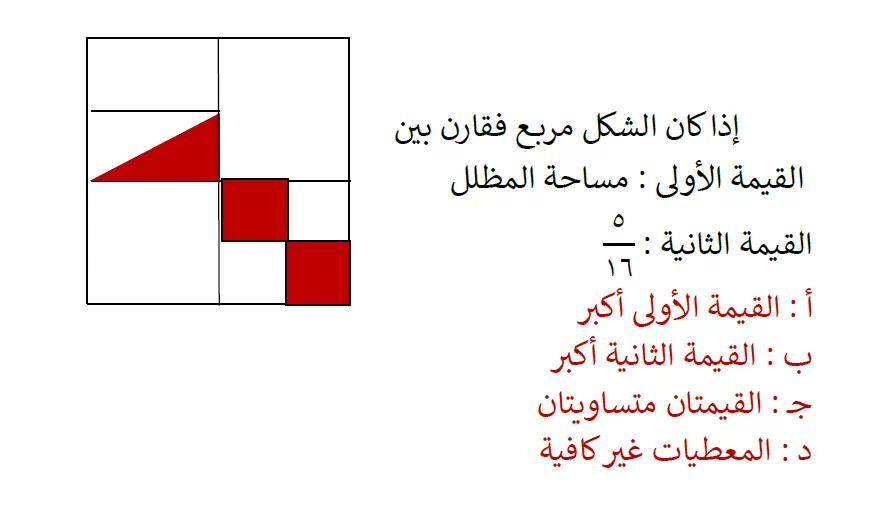 إذا كان الشكل مربع فقارن بين
القيمة الأولى : مساحة المظلل
القيمة الثانية : ٥/١٦
أ : القيمة الأولى أكبر
ب : القيمة الثانية أكبر
جـ : القيمتان متساويتان
د : المعطيات غير كافية